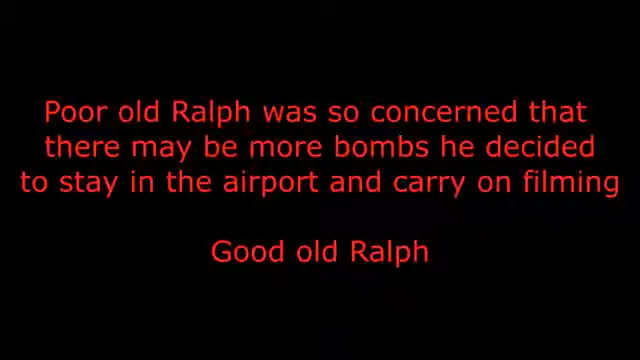 Poor old Ralph was so concerned that
there may be more bombs he decided
to stay in the airport and carry on filming
Good old Ralph